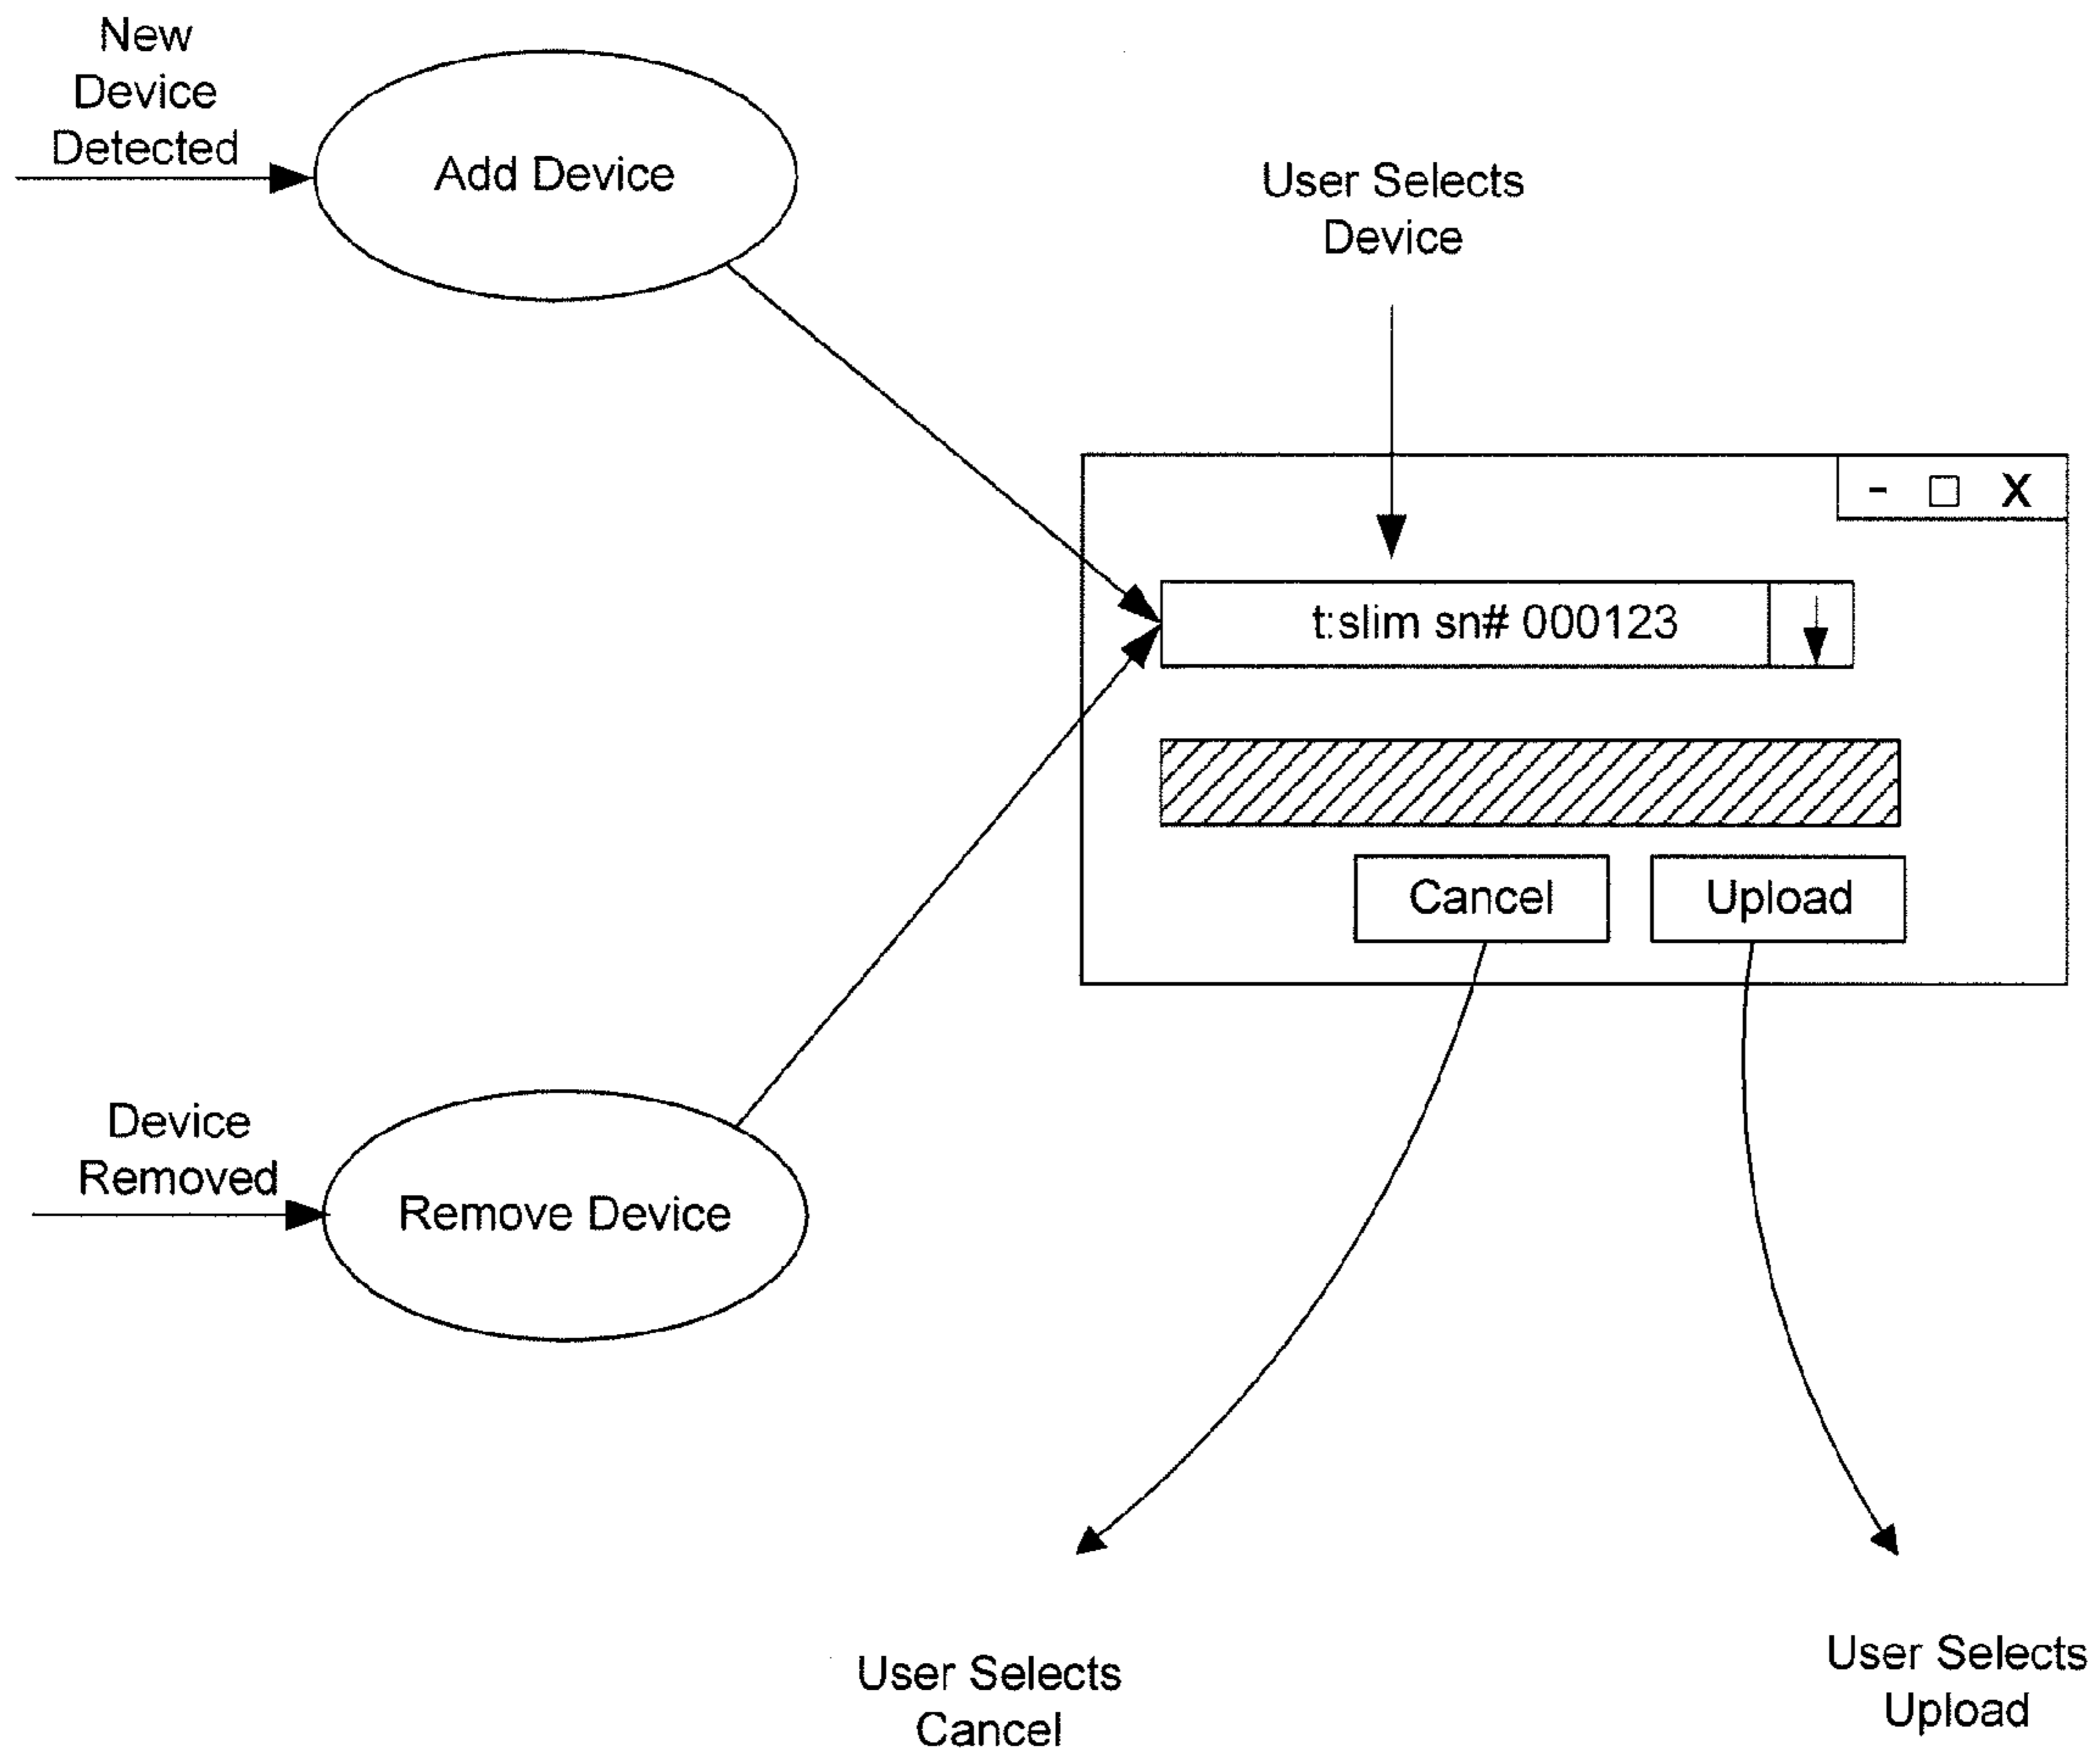 New
Device
Detected
Add Device
User Selects
Device
- □ X
t:slim sn# 000123
Cancel
Upload
Device
Removed
Remove Device
User Selects
Cancel
User Selects
Upload